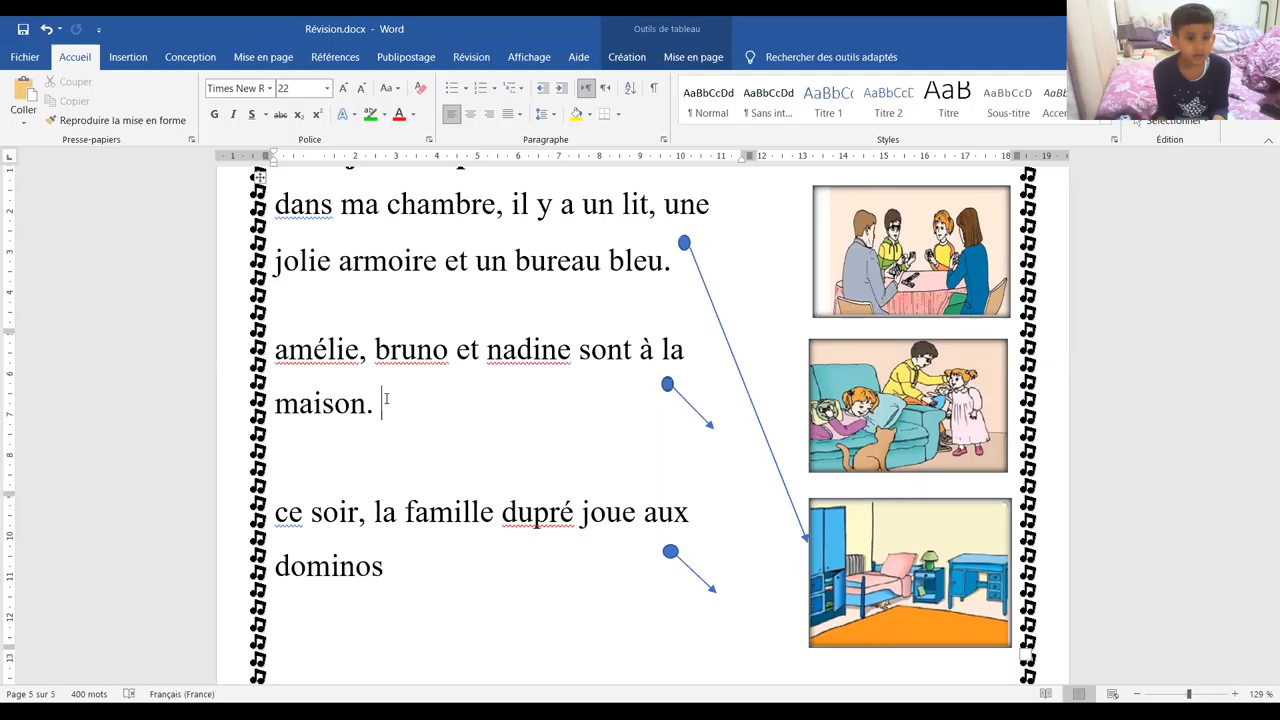 Révision.docx - Word
Outils de tableau
Fichier
Accueil
Insertion
Conception
Mise en page
Références
Publipostage
Révision
Affichage
Aide
Création
Mise en page
Rechercher des outils adaptés
Coller
Couper
Copier
Reproduire la mise en forme
Presse-papiers
Times New R
22
Aa
G I S abc x₂ x²
Police
Paragraphe
AaBbCcDd
¶ Normal
AaBbCcDd
¶ Sans int...
AaBbCc
Titre 1
AaBbCcD
Titre 2
AaB
Titre
AaBbCcD
Sous-titre
Styles
Édition
dans ma chambre, il y a un lit, une
jolie armoire et un bureau bleu.
amélie, bruno et nadine sont à la
maison.
ce soir, la famille dupré joue aux
dominos
Page 5 sur 5
400 mots
Français (France)
129 %